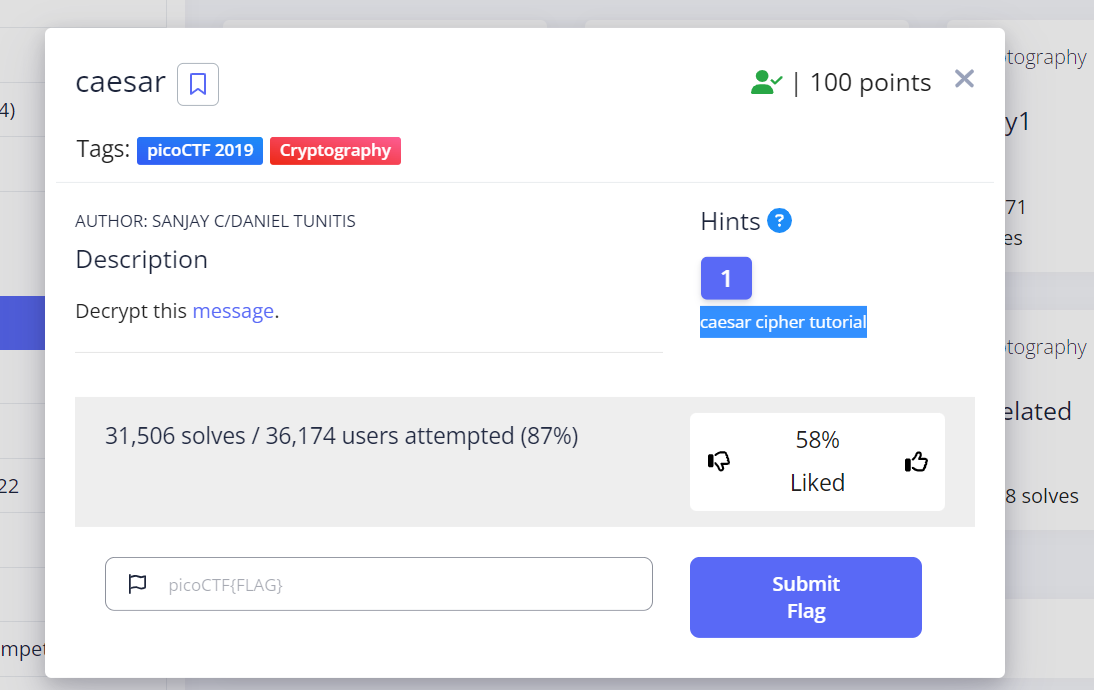 tography
caesar
| 100 points
4)
y1
Tags: picoCTF 2019 Cryptography
71
AUTHOR: SANJAY C/DANIEL TUNITIS
Hints ?
es
Description
1
Decrypt this message.
caesar cipher tutorial
tography
elated
31,506 solves / 36,174 users attempted (87%)
58%
Liked
22
8 solves
picoCTF{FLAG}
Submit
Flag
mpet